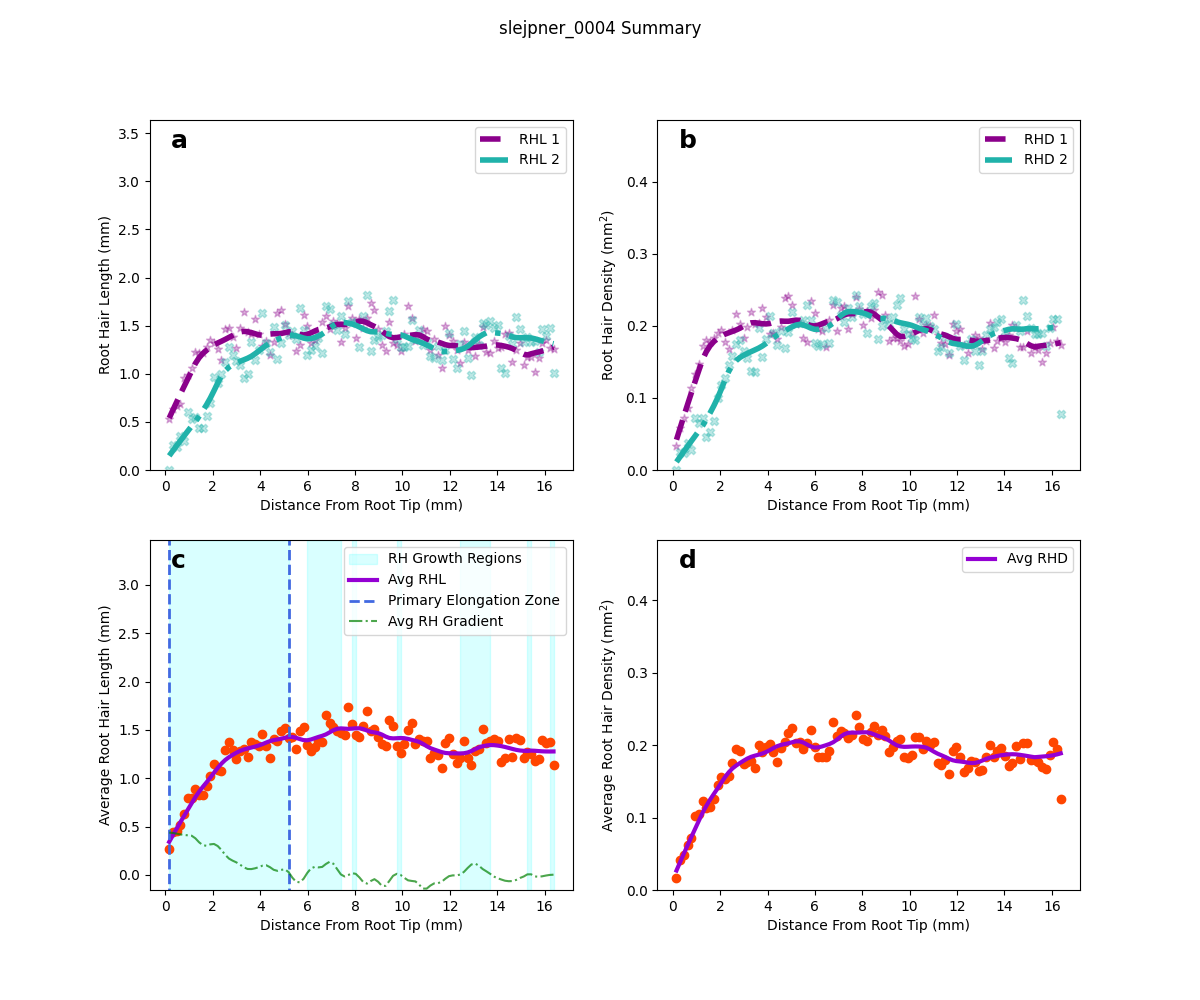 slejpner_0004 Summary
a
RHL 1
RHL 2
3.5
3.0
2.5
2.0
1.5
1.0
0.5
0.0
Root Hair Length (mm)
0 2 4 6 8 10 12 14 16
Distance From Root Tip (mm)
b
RHD 1
RHD 2
0.4
0.3
0.2
0.1
0.0
Root Hair Density (mm²)
0 2 4 6 8 10 12 14 16
Distance From Root Tip (mm)
c
RH Growth Regions
Avg RHL
Primary Elongation Zone
Avg RH Gradient
3.0
2.5
2.0
1.5
1.0
0.5
0.0
Average Root Hair Length (mm)
0 2 4 6 8 10 12 14 16
Distance From Root Tip (mm)
d
Avg RHD
0.4
0.3
0.2
0.1
0.0
Average Root Hair Density (mm²)
0 2 4 6 8 10 12 14 16
Distance From Root Tip (mm)